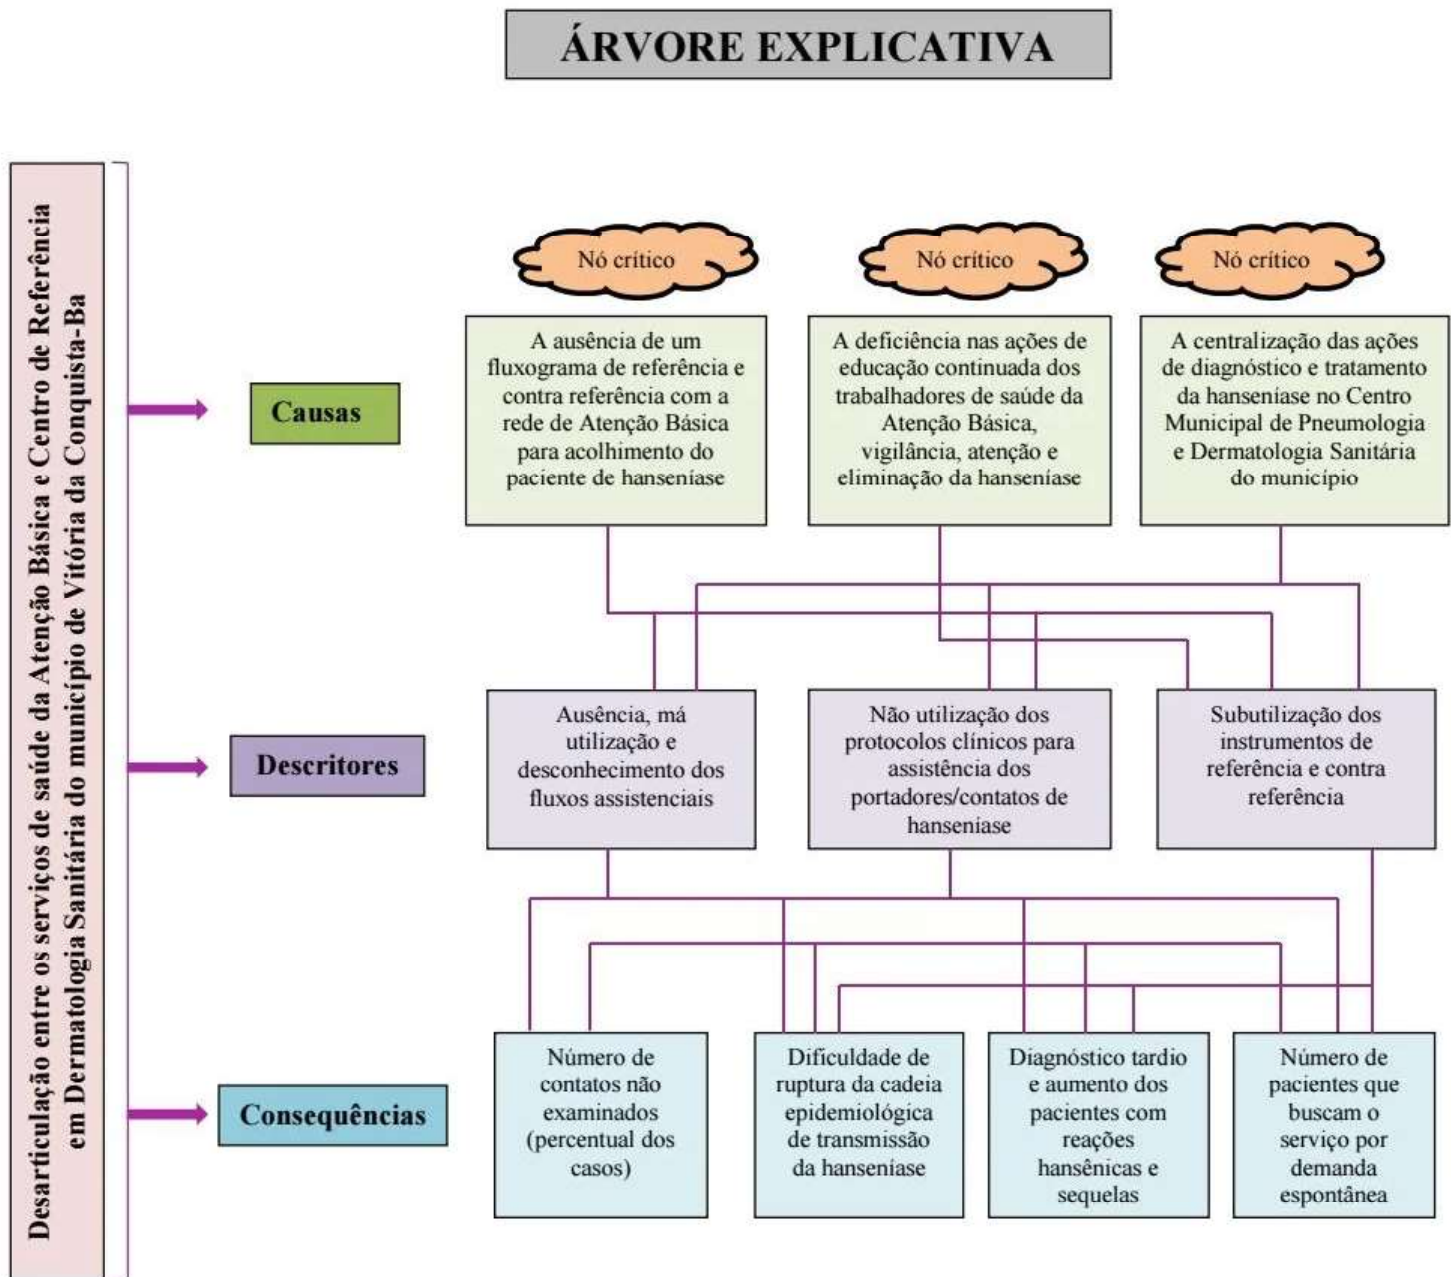 ÁRVORE EXPLICATIVA
Desarticulação entre os serviços de saúde da Atenção Básica e Centro de Referência
em Dermatologia Sanitária do município de Vitória da Conquista-Ba
Nó crítico
Nó crítico
Nó crítico
Causas
A ausência de um
fluxograma de referência e
contra referência com a
rede de Atenção Básica
para acolhimento do
paciente de hanseníase
A deficiência nas ações de
educação continuada dos
trabalhadores de saúde da
Atenção Básica,
vigilância, atenção e
eliminação da hanseníase
A centralização das ações
de diagnóstico e tratamento
da hanseníase no Centro
Municipal de Pneumologia
e Dermatologia Sanitária
do município
Descritores
Ausência, má
utilização e
desconhecimento dos
fluxos assistenciais
Não utilização dos
protocolos clínicos para
assistência dos
portadores/contatos de
hanseníase
Subutilização dos
instrumentos de
referência e contra
referência
Consequências
Número de
contatos não
examinados
(percentual dos
casos)
Dificuldade de
ruptura da cadeia
epidemiológica
de transmissão
da hanseníase
Diagnóstico tardio
e aumento dos
pacientes com
reações
hansênicas e
sequelas
Número de
pacientes que
buscam o
serviço por
demanda
espontânea